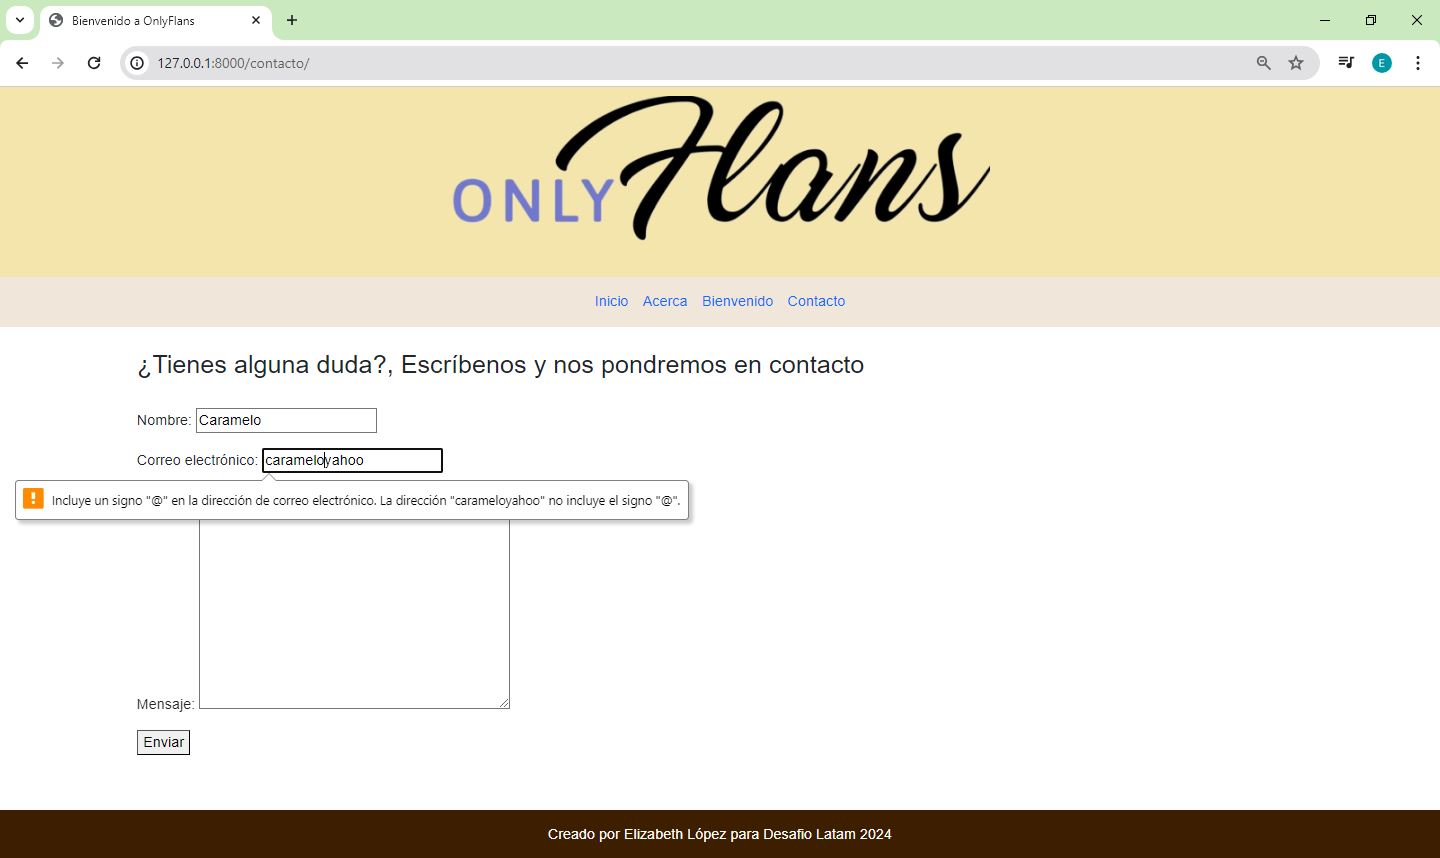 Bienvenido a OnlyFlans
127.0.0.1:8000/contacto/
E
ONLY Flans
Inicio Acerca Bienvenido Contacto
¿Tienes alguna duda?, Escríbenos y nos pondremos en contacto
Nombre: Caramelo
Correo electrónico: carameloyahoo
Incluye un signo "@" en la dirección de correo electrónico. La dirección "carameloyahoo" no incluye el signo "@".
Mensaje:
Enviar
Creado por Elizabeth López para Desafio Latam 2024